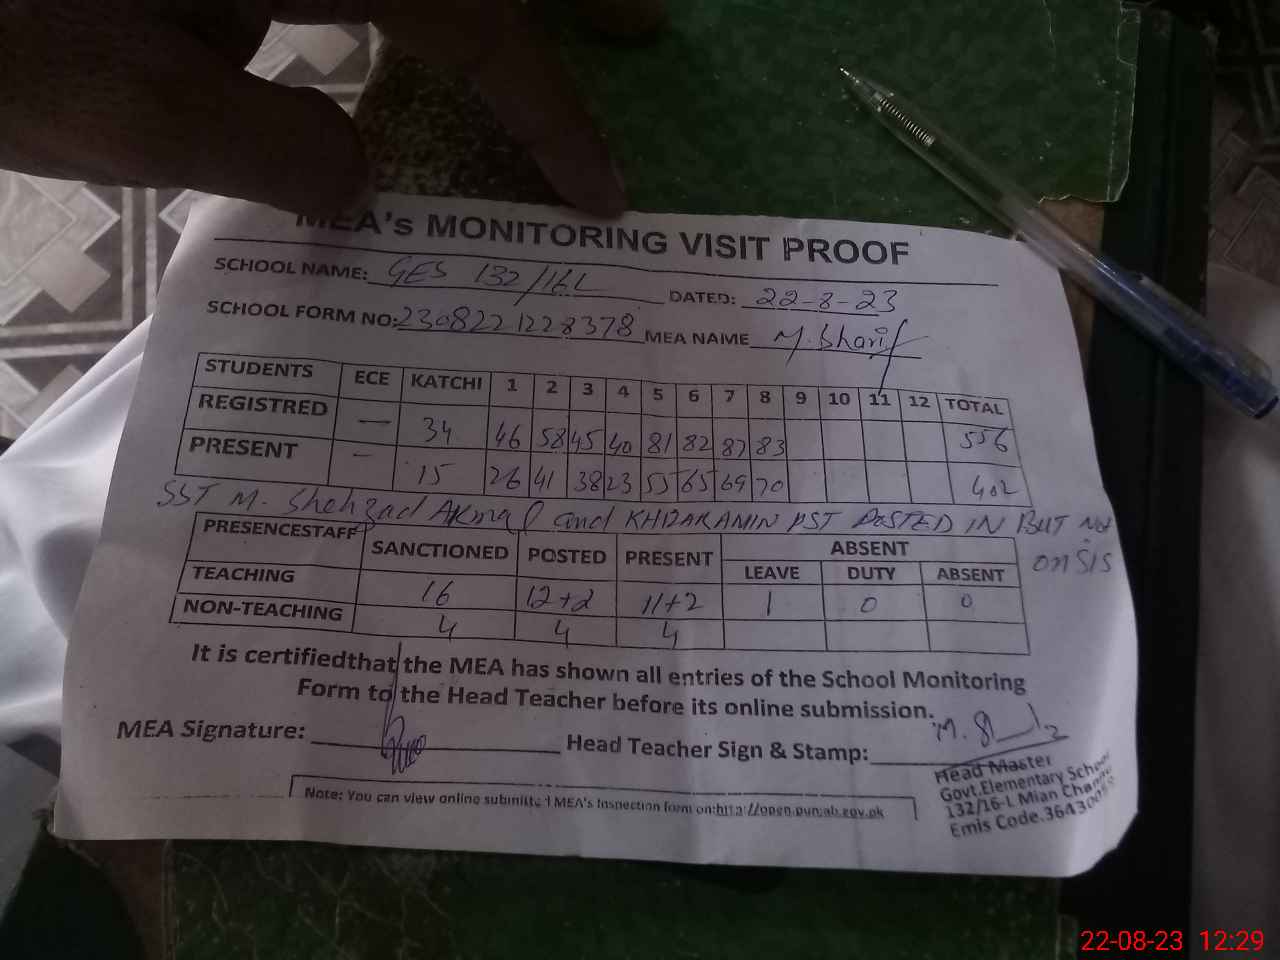 MEA's MONITORING VISIT PROOF
SCHOOL NAME: GES 132/16L DATED: 22-8-23
SCHOOL FORM NO: 2308221228378 MEA NAME M. Sharif
STUDENTS ECE KATCHI 1 2 3 4 5 6 7 8 9 10 11 12 TOTAL
REGISTRED — 34 46 58 45 40 81 82 87 83 556
PRESENT - 15 26 41 38 23 55 65 69 70 402
SST M. Shehzad AKmal and KHDARAMIN PST POSTED IN BUT Not
on SIS
PRESENCESTAFF SANCTIONED POSTED PRESENT ABSENT
LEAVE DUTY ABSENT
TEACHING 16 12+2 11+2 1 0 0
NON-TEACHING 4 4 4
It is certifiedthat the MEA has shown all entries of the School Monitoring
Form to the Head Teacher before its online submission.
MEA Signature: Head Teacher Sign & Stamp:
Head Master
Govt.Elementary School
132/16-L Mian Channu
Emis Code.36430
Note: You can view online submitted MEA's Inspection form on:http://open.punjab.gov.pk
22-08-23 12:29